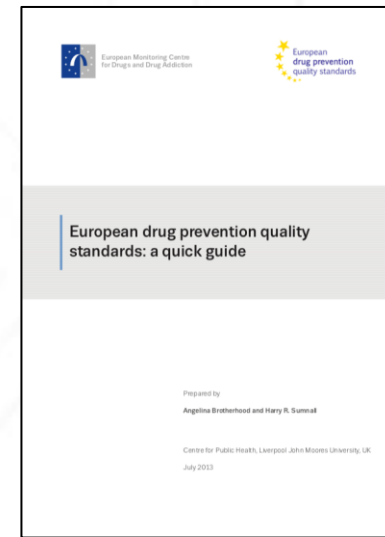 European Monitoring Centre
for Drugs and Drug Addiction
European
drug prevention
quality standards
European drug prevention quality
standards: a quick guide
Prepared by
Angelina Brotherhood and Harry R. Sumnall
Centre for Public Health, Liverpool John Moores University, UK
July 2013